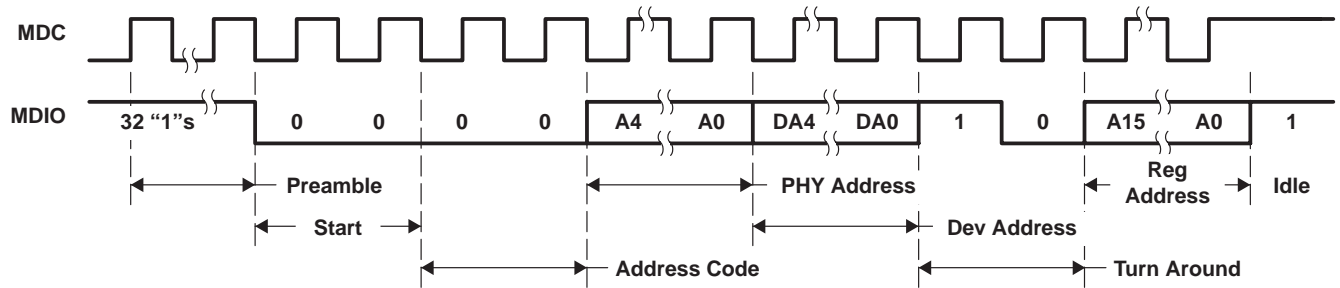 MDC
MDIO
32 “1”s 0 0 0 0 A4 A0 DA4 DA0 1 0 A15 A0 1
Preamble PHY Address Reg Address Idle
Start Dev Address
Address Code Turn Around